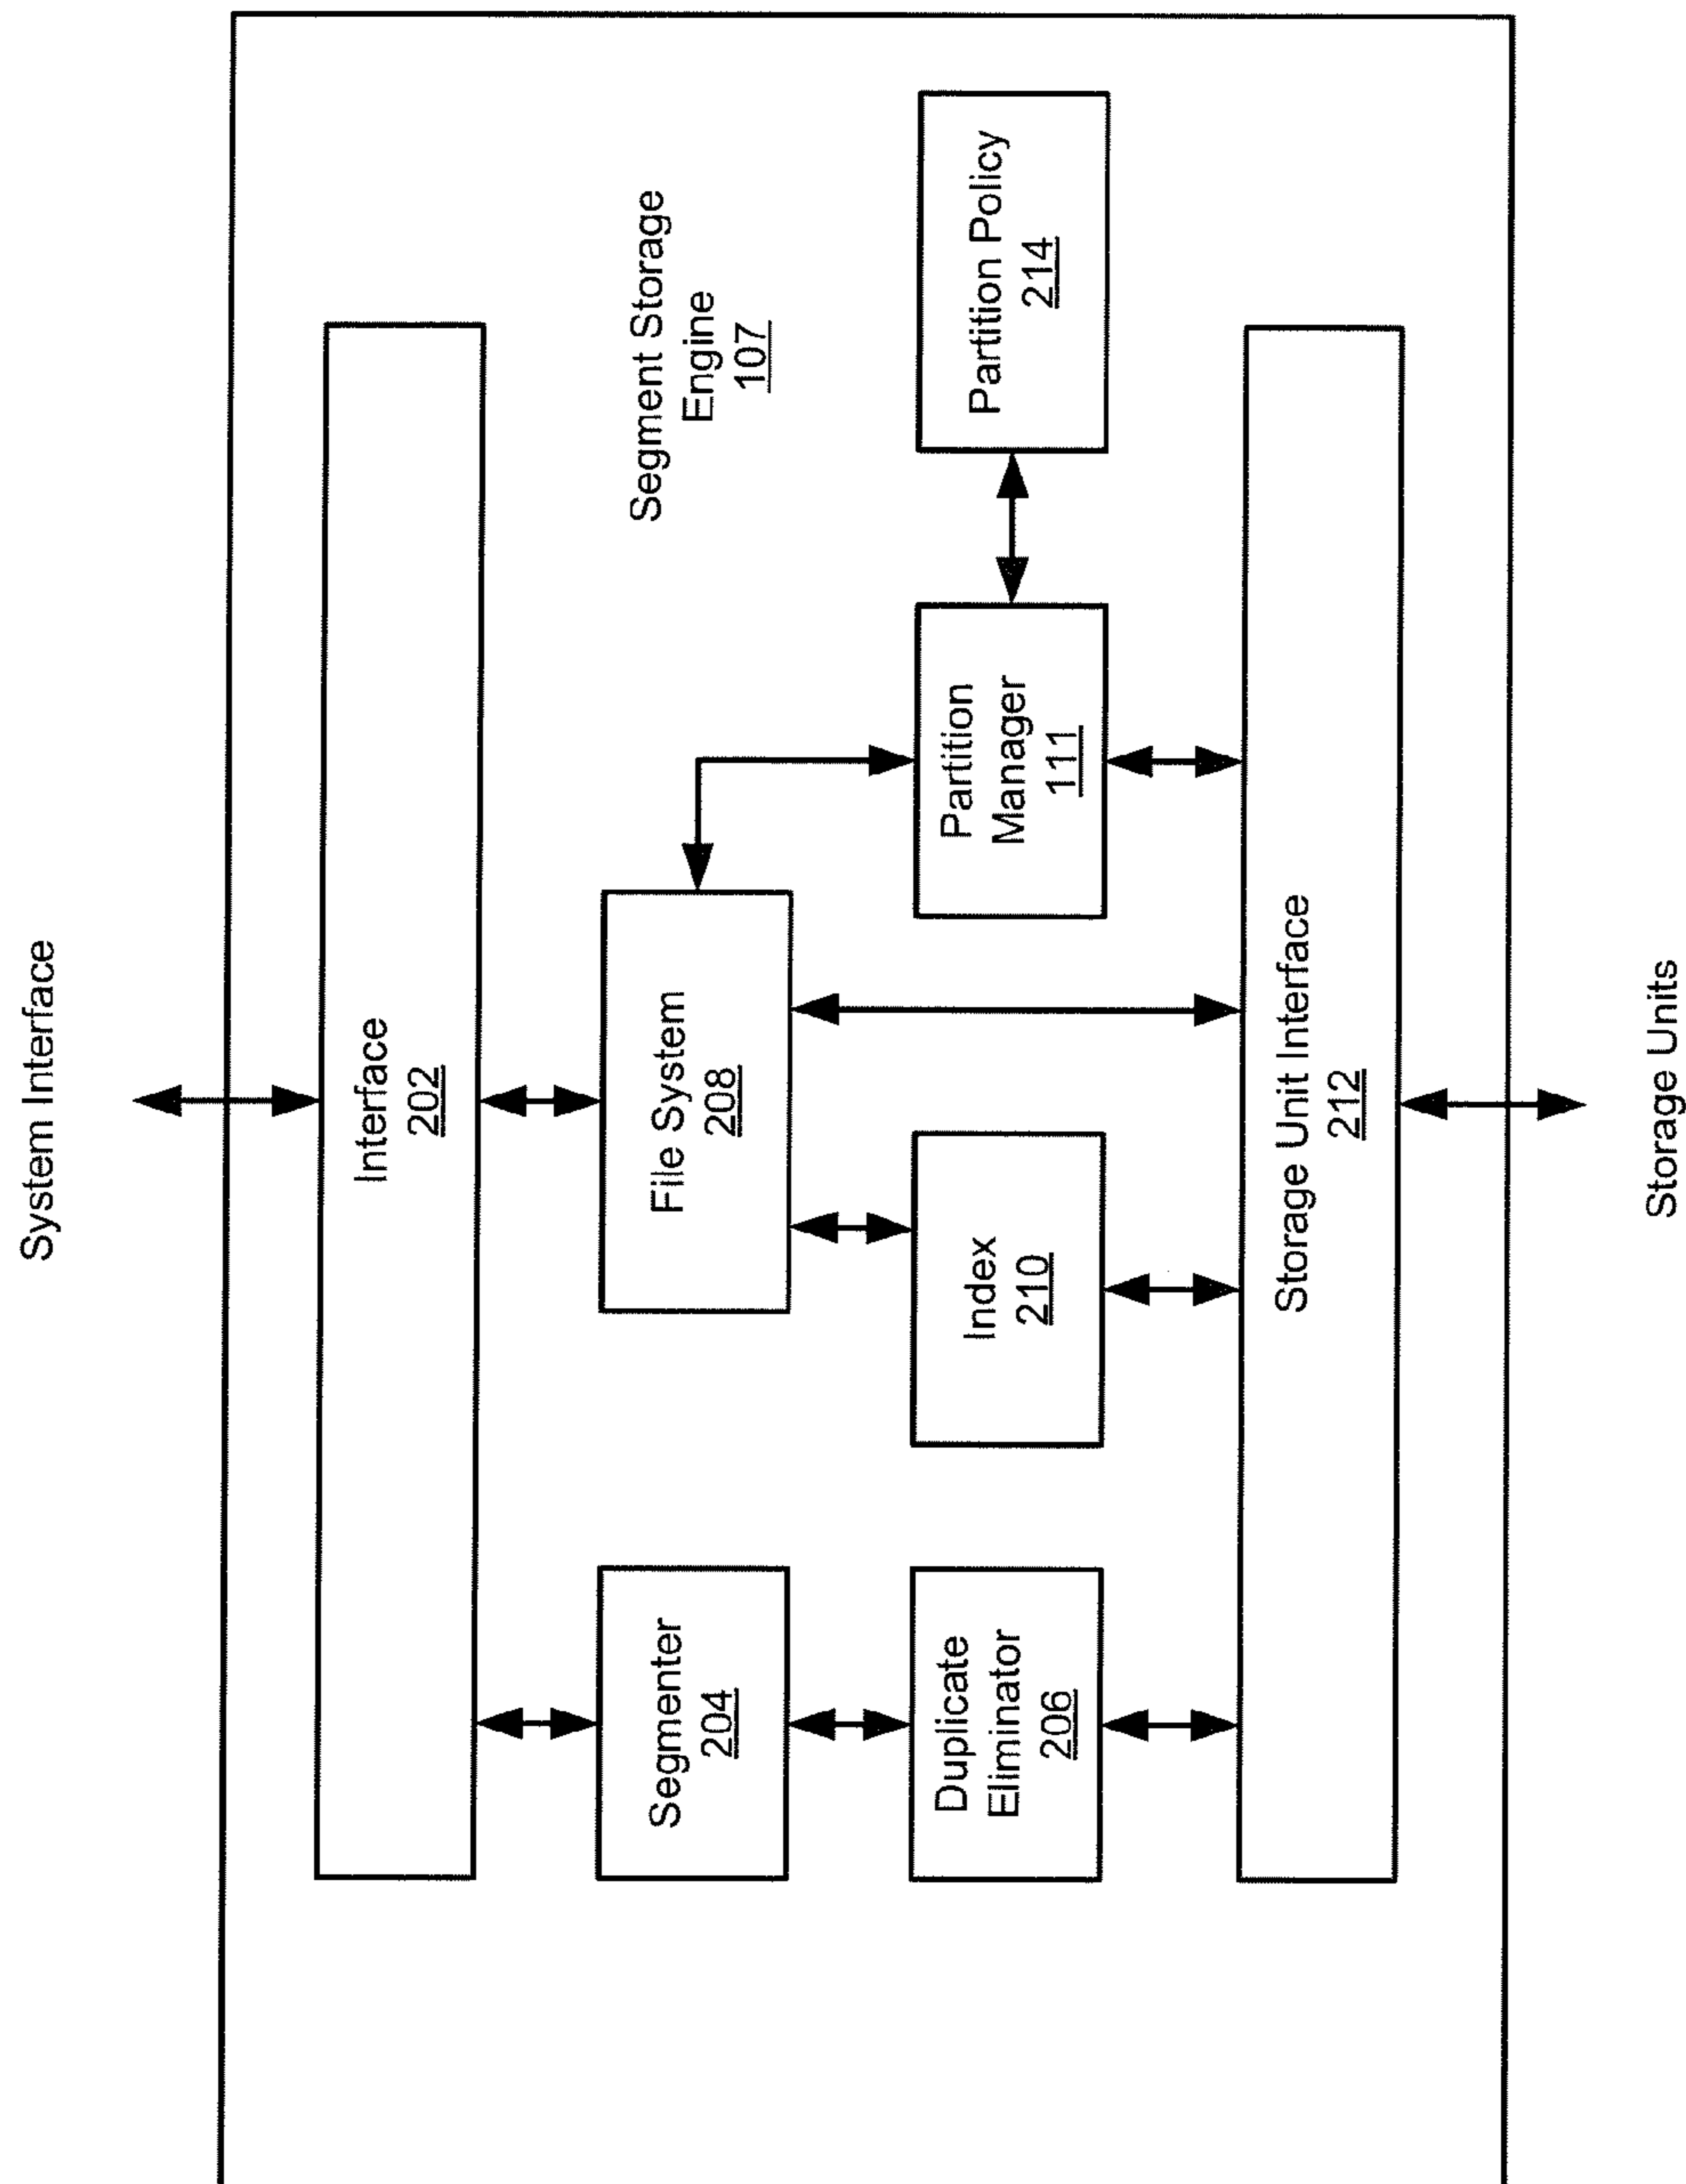 System Interface
Interface
202
Segment Storage
Engine
107
Segmenter
204
File System
208
Duplicate
Eliminator
206
Index
210
Partition
Manager
111
Partition Policy
214
Storage Unit Interface
212
Storage Units